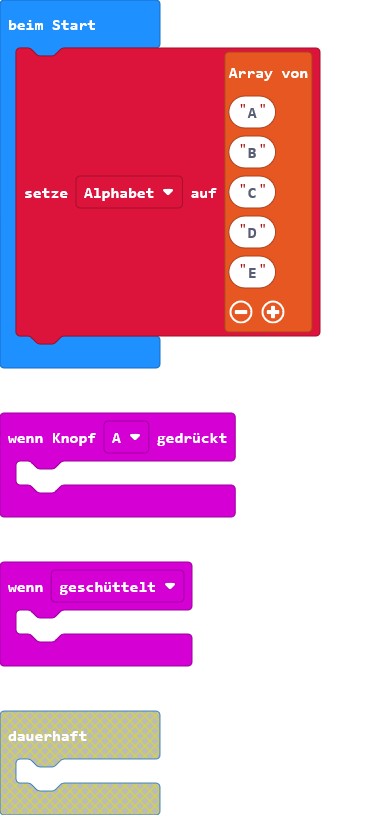 beim Start
Array von
"A"
"B"
"C"
setze Alphabet auf
"D"
"E"
wenn Knopf A gedrückt
wenn geschüttelt
dauerhaft